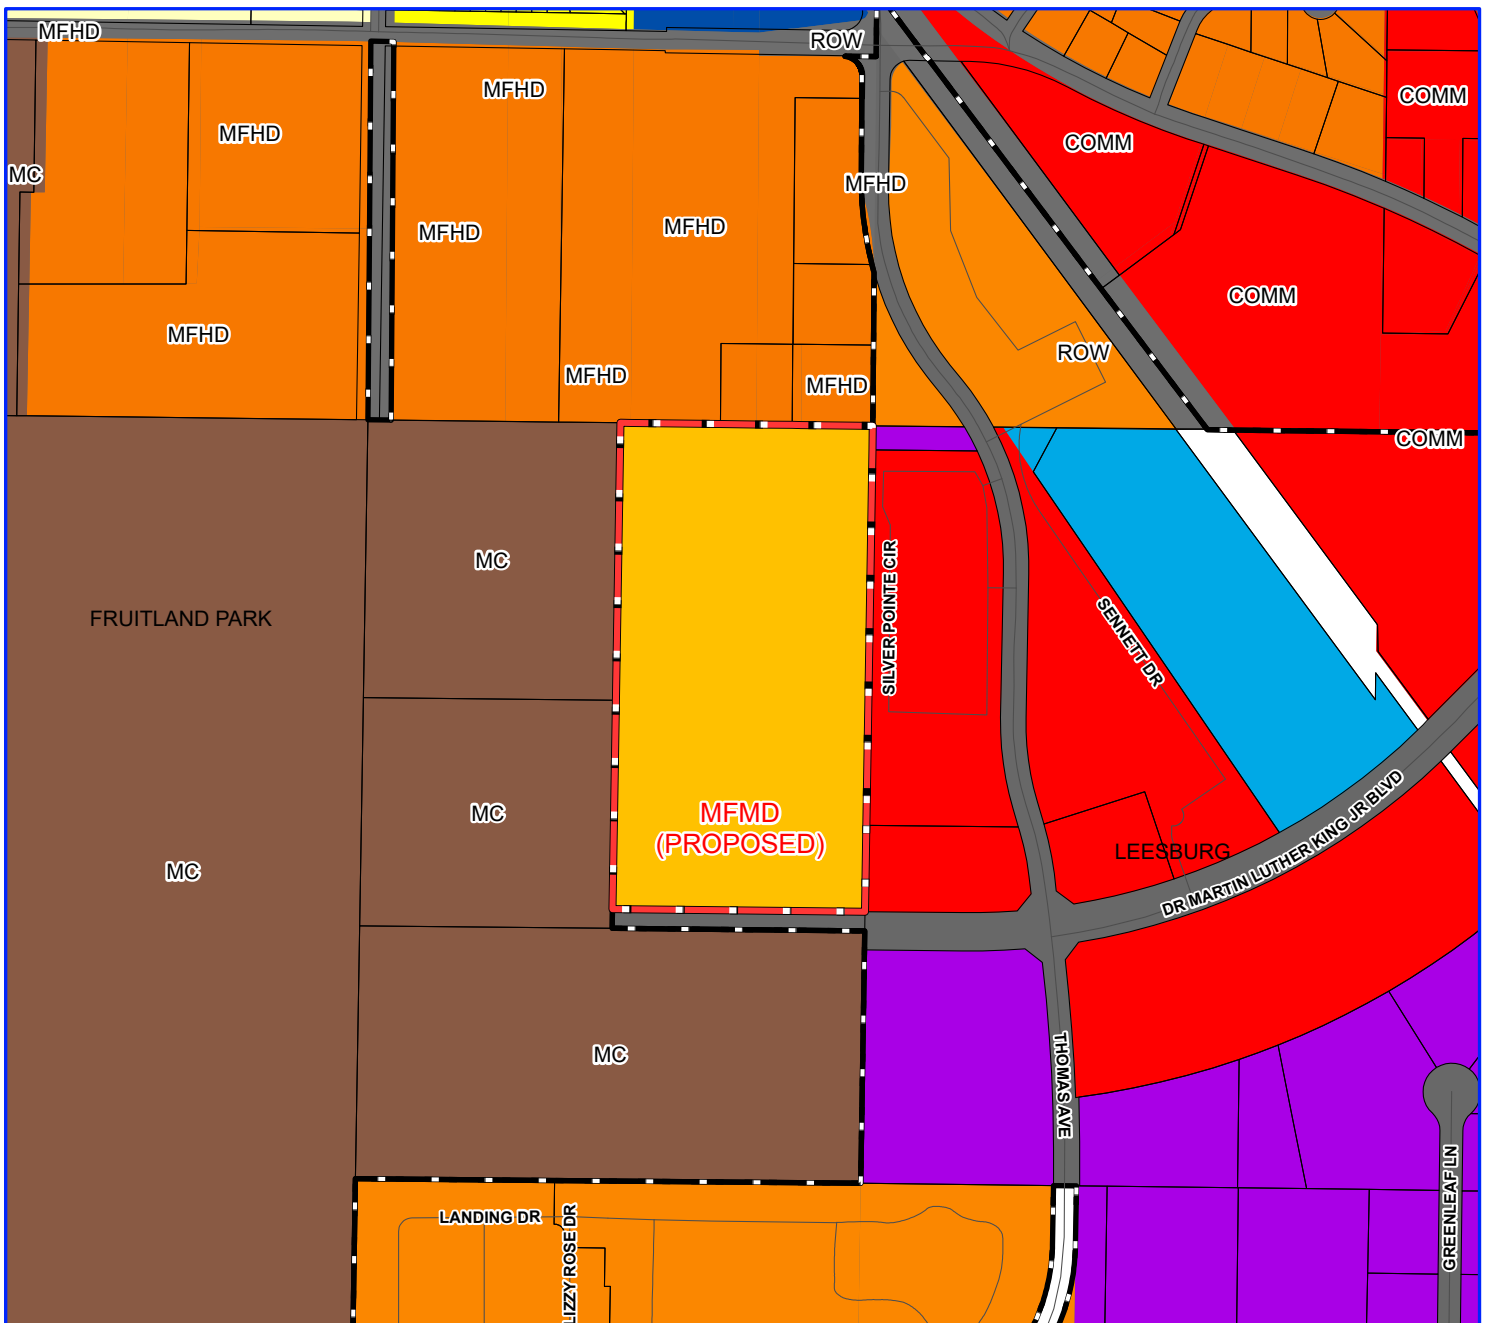 MFHD
ROW
MFHD
COMM
MFHD
COMM
MC
MFHD
MFHD
MFHD
COMM
MFHD
ROW
MFHD
MFHD
COMM
MC
SILVER POINTE CIR
SENNETT DR
FRUITLAND PARK
MC
MFMD
(PROPOSED)
DR MARTIN LUTHER KING JR BLVD
LEESBURG
MC
MC
THOMAS AVE
GREENLEAF LN
LANDING DR
LIZZY ROSE DR